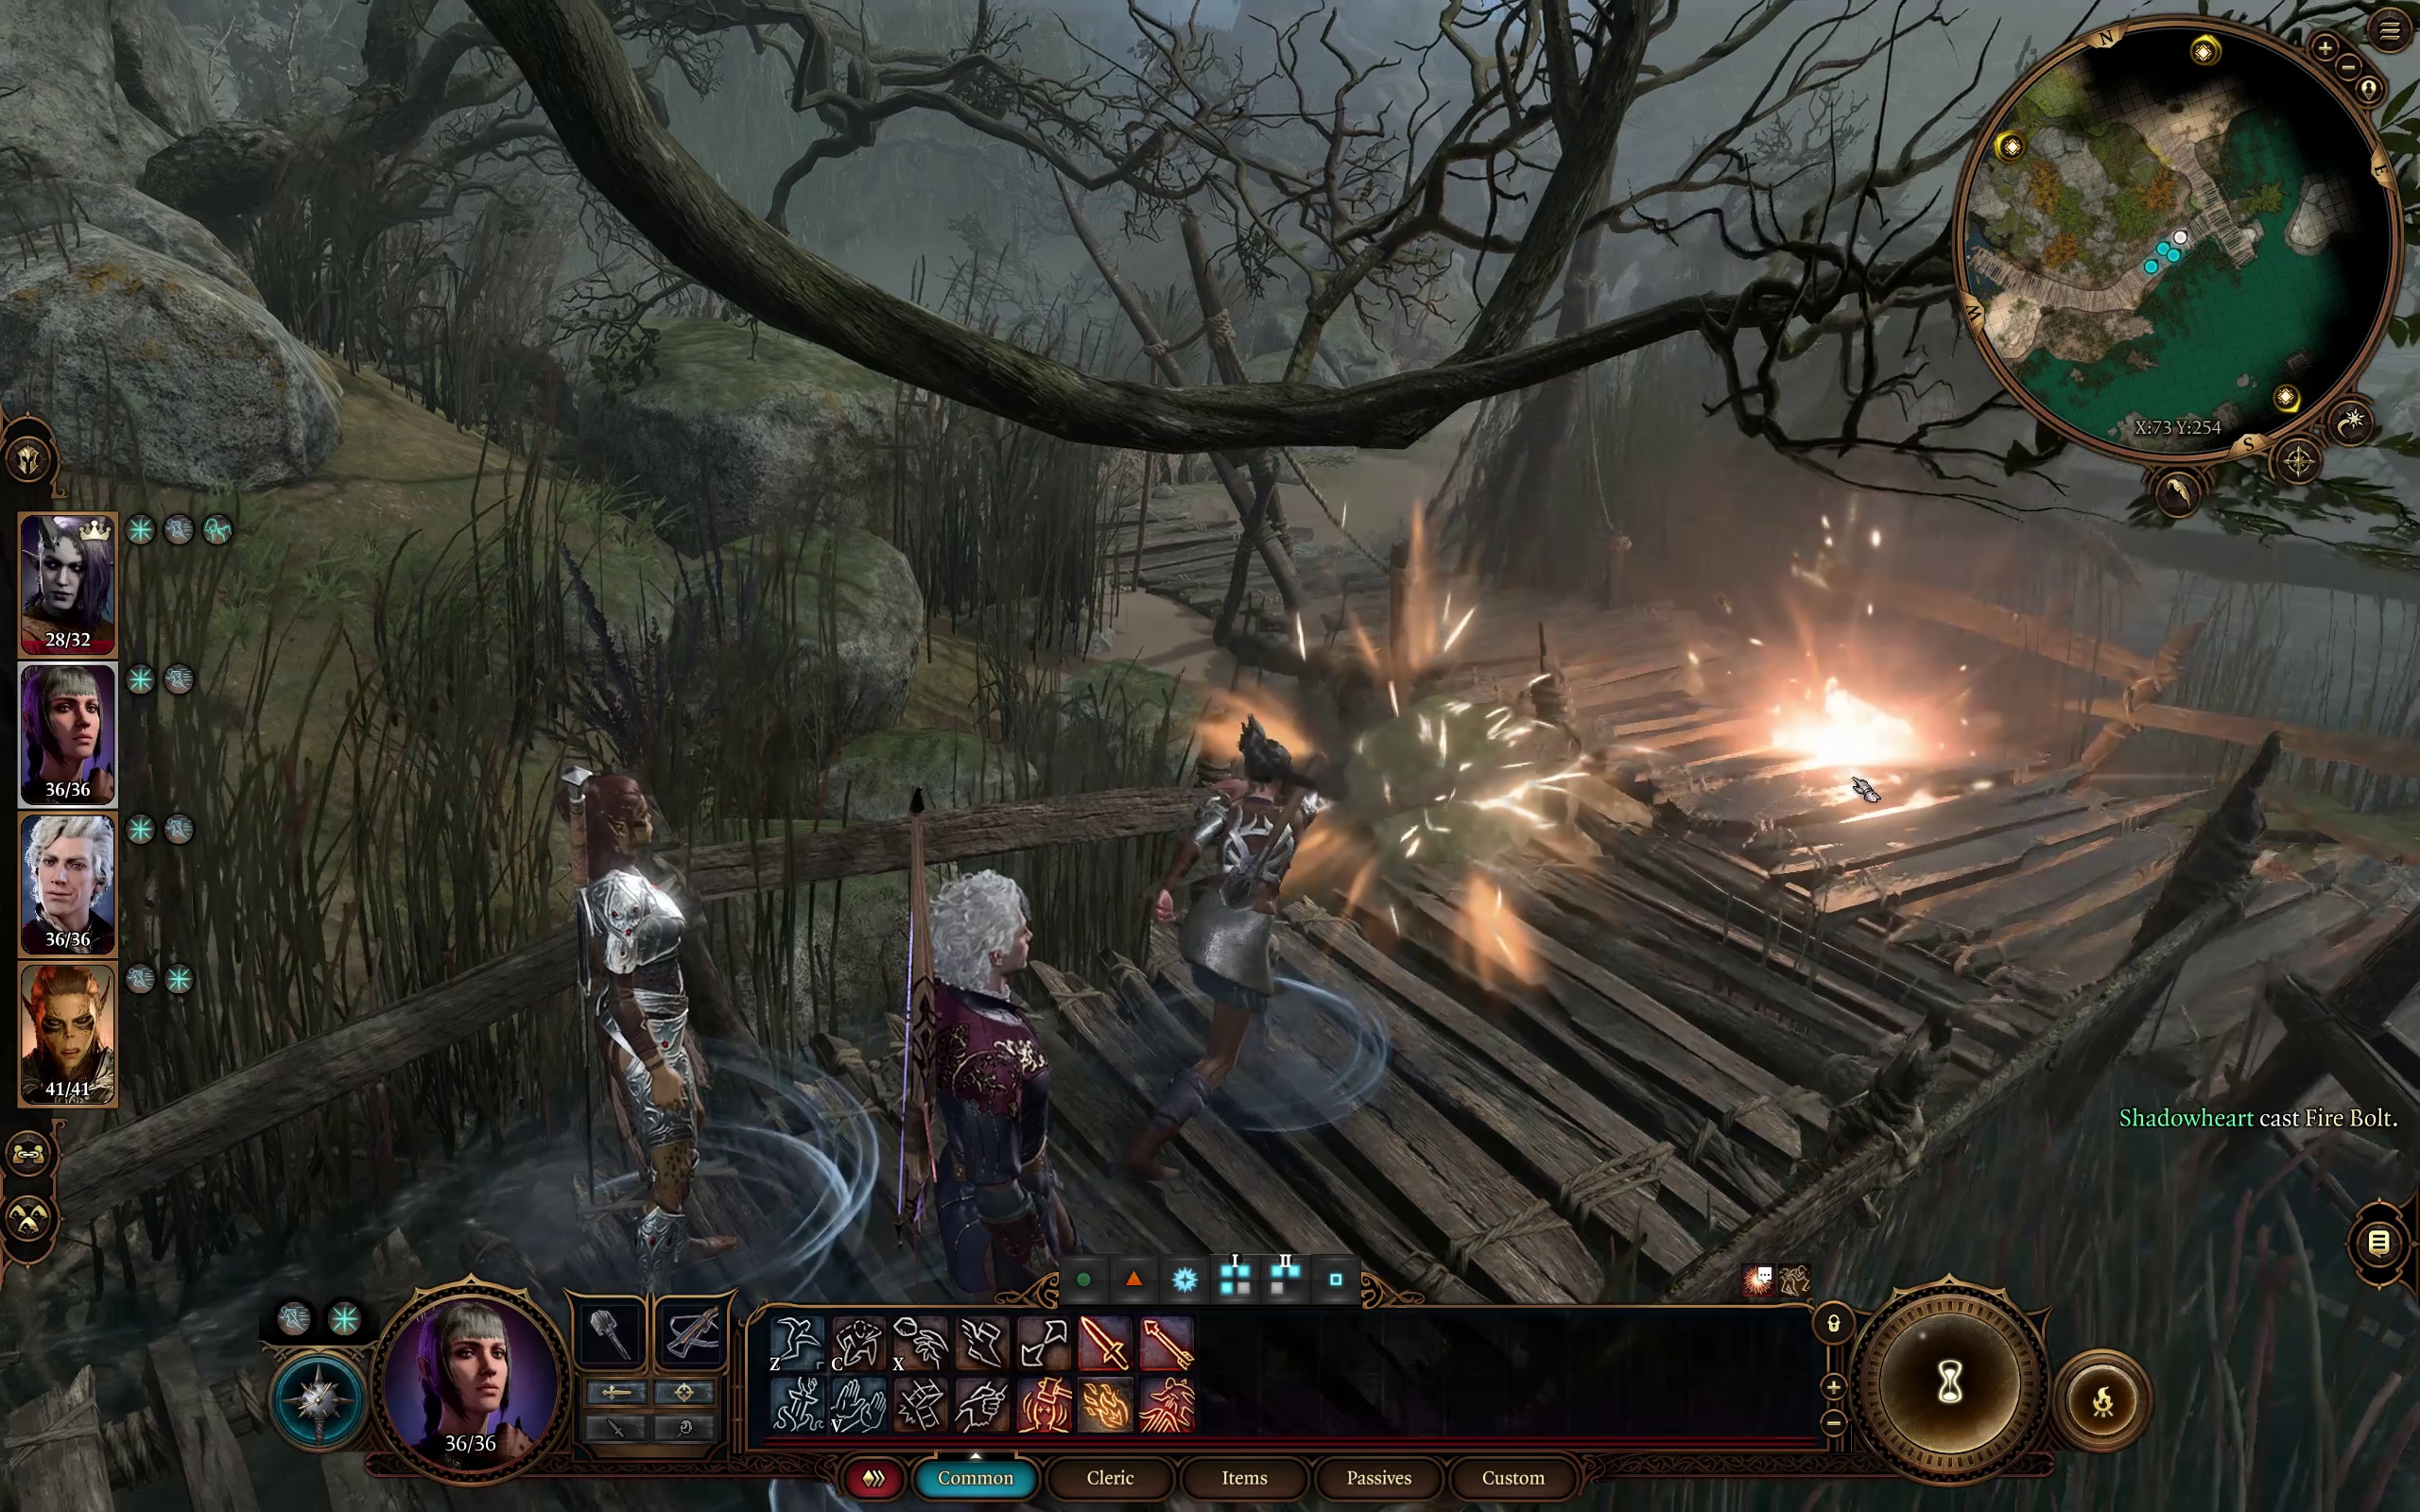 N
E
W
S
X:73 Y:254
28/32
36/36
36/36
41/41
Shadowheart cast Fire Bolt.
I
II
Z
C
X
V
36/36
Common
Cleric
Items
Passives
Custom